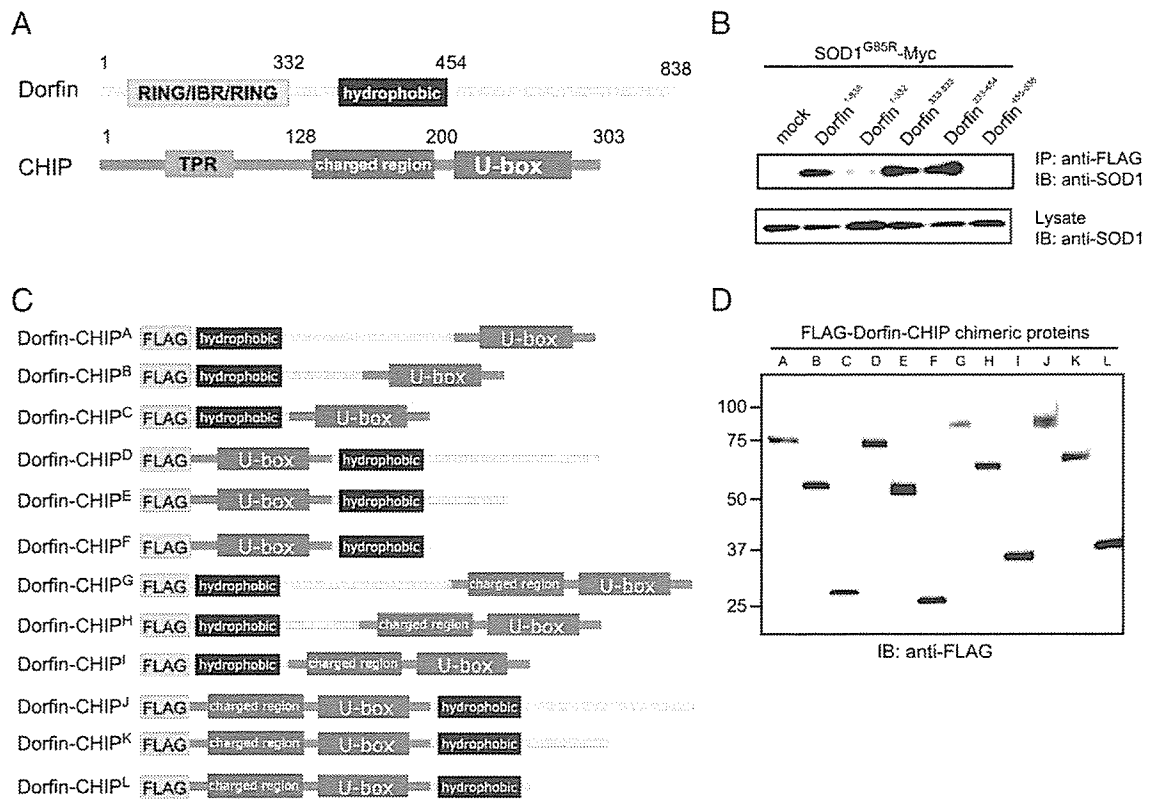 A
1 332 454 838
Dorfin RING/IBR/RING hydrophobic
1 128 200 303
CHIP TPR charged region U-box
B
SOD1G85R-Myc
mock Dorfin1-838 Dorfin1-332 Dorfin333-838 Dorfin333-454 Dorfin455-838
IP: anti-FLAG
IB: anti-SOD1
Lysate
IB: anti-SOD1
C
Dorfin-CHIPA FLAG hydrophobic U-box
Dorfin-CHIPB FLAG hydrophobic U-box
Dorfin-CHIPC FLAG hydrophobic U-box
Dorfin-CHIPD FLAG U-box hydrophobic
Dorfin-CHIPE FLAG U-box hydrophobic
Dorfin-CHIPF FLAG U-box hydrophobic
Dorfin-CHIPG FLAG hydrophobic charged region U-box
Dorfin-CHIPH FLAG hydrophobic charged region U-box
Dorfin-CHIPI FLAG hydrophobic charged region U-box
Dorfin-CHIPJ FLAG charged region U-box hydrophobic
Dorfin-CHIPK FLAG charged region U-box hydrophobic
Dorfin-CHIPL FLAG charged region U-box hydrophobic
D
FLAG-Dorfin-CHIP chimeric proteins
A B C D E F G H I J K L
100
75
50
37
25
IB: anti-FLAG